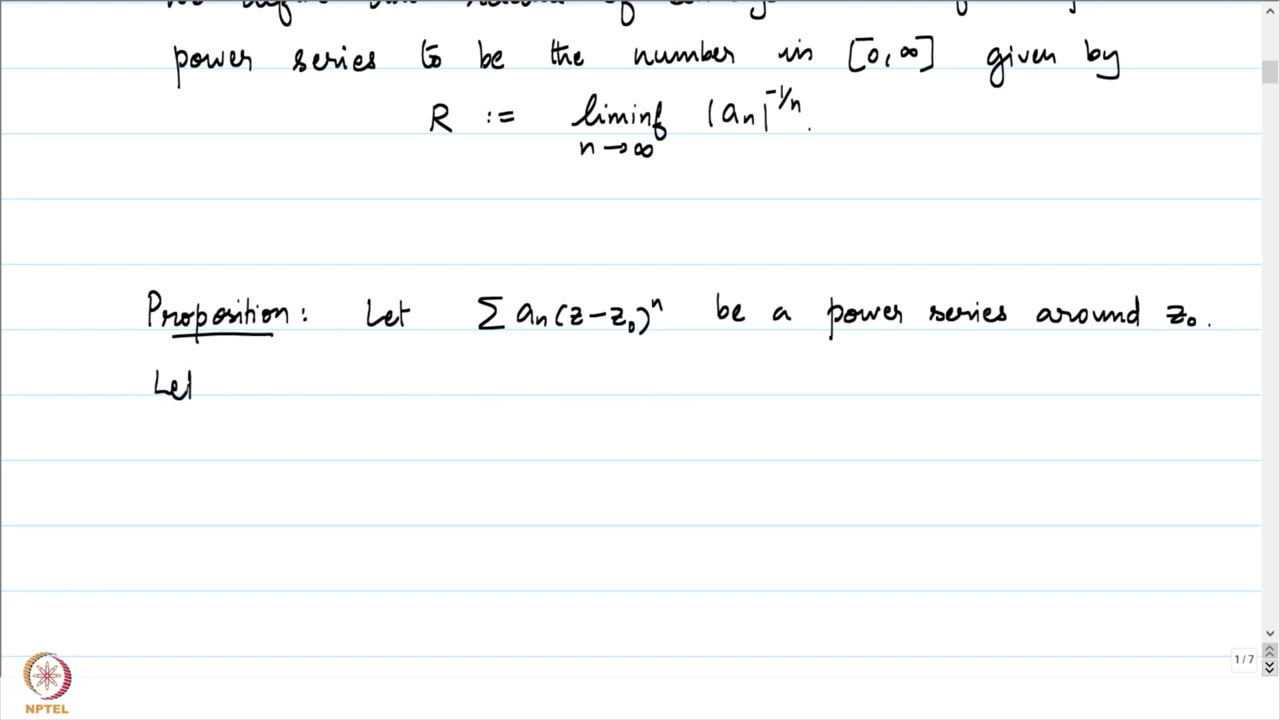 power series to be the number in [0,∞] given by
R := liminf |an|^{-1/n}.
n→∞
Proposition: Let Σ an(z-z₀)ⁿ be a power series around z₀.
Let
1/7
NPTEL